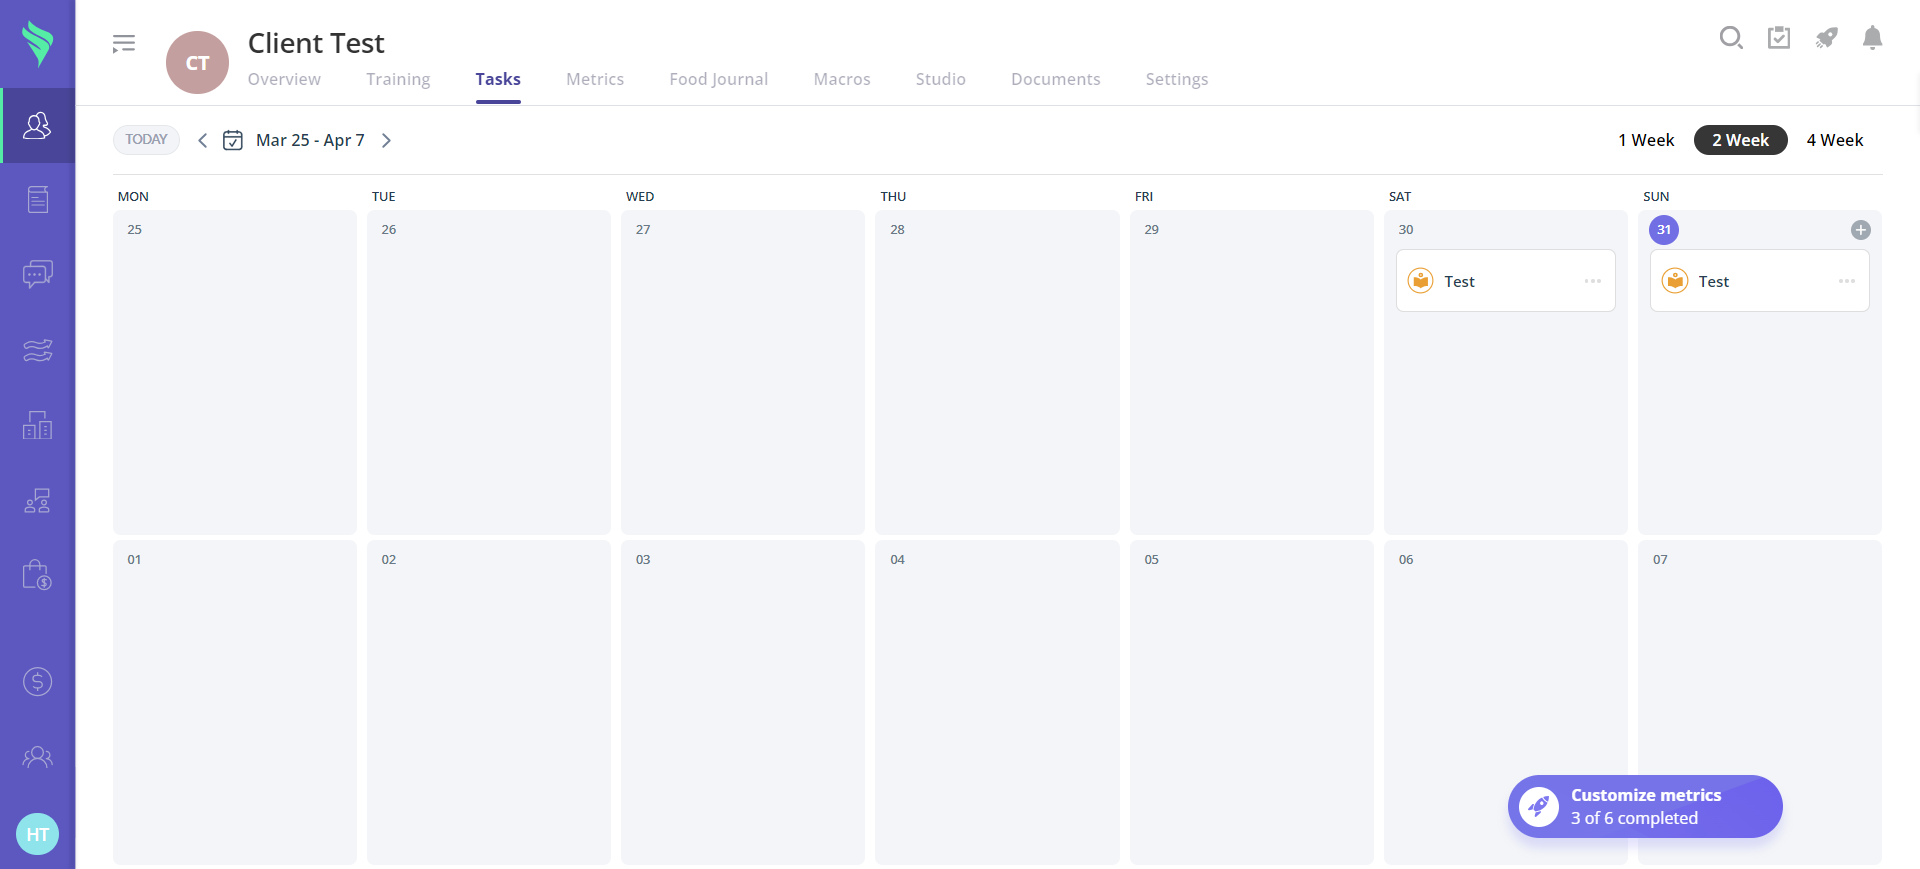 Client Test
CT
Overview Training Tasks Metrics Food Journal Macros Studio Documents Settings
TODAY Mar 25 - Apr 7 1 Week 2 Week 4 Week
MON TUE WED THU FRI SAT SUN
25 26 27 28 29 30 31
Test Test
01 02 03 04 05 06 07
Customize metrics
3 of 6 completed
HT